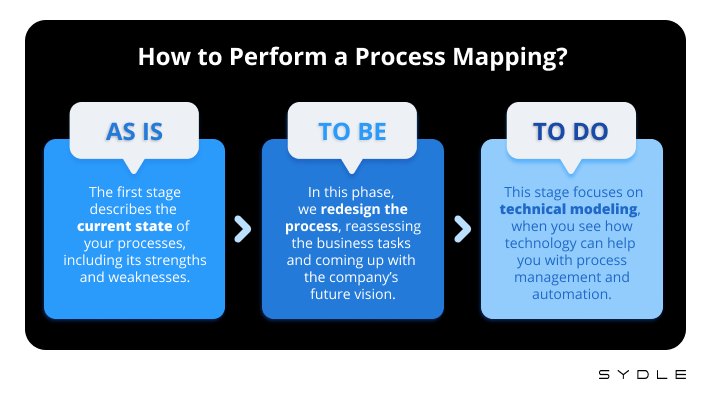 How to Perform a Process Mapping?
AS IS
The first stage
describes the
current state of
your processes,
including its strengths
and weaknesses.
TO BE
In this phase,
we redesign the
process, reassessing
the business tasks
and coming up with
the company’s
future vision.
TO DO
This stage focuses on
technical modeling,
when you see how
technology can help
you with process
management and
automation.
SYDLE